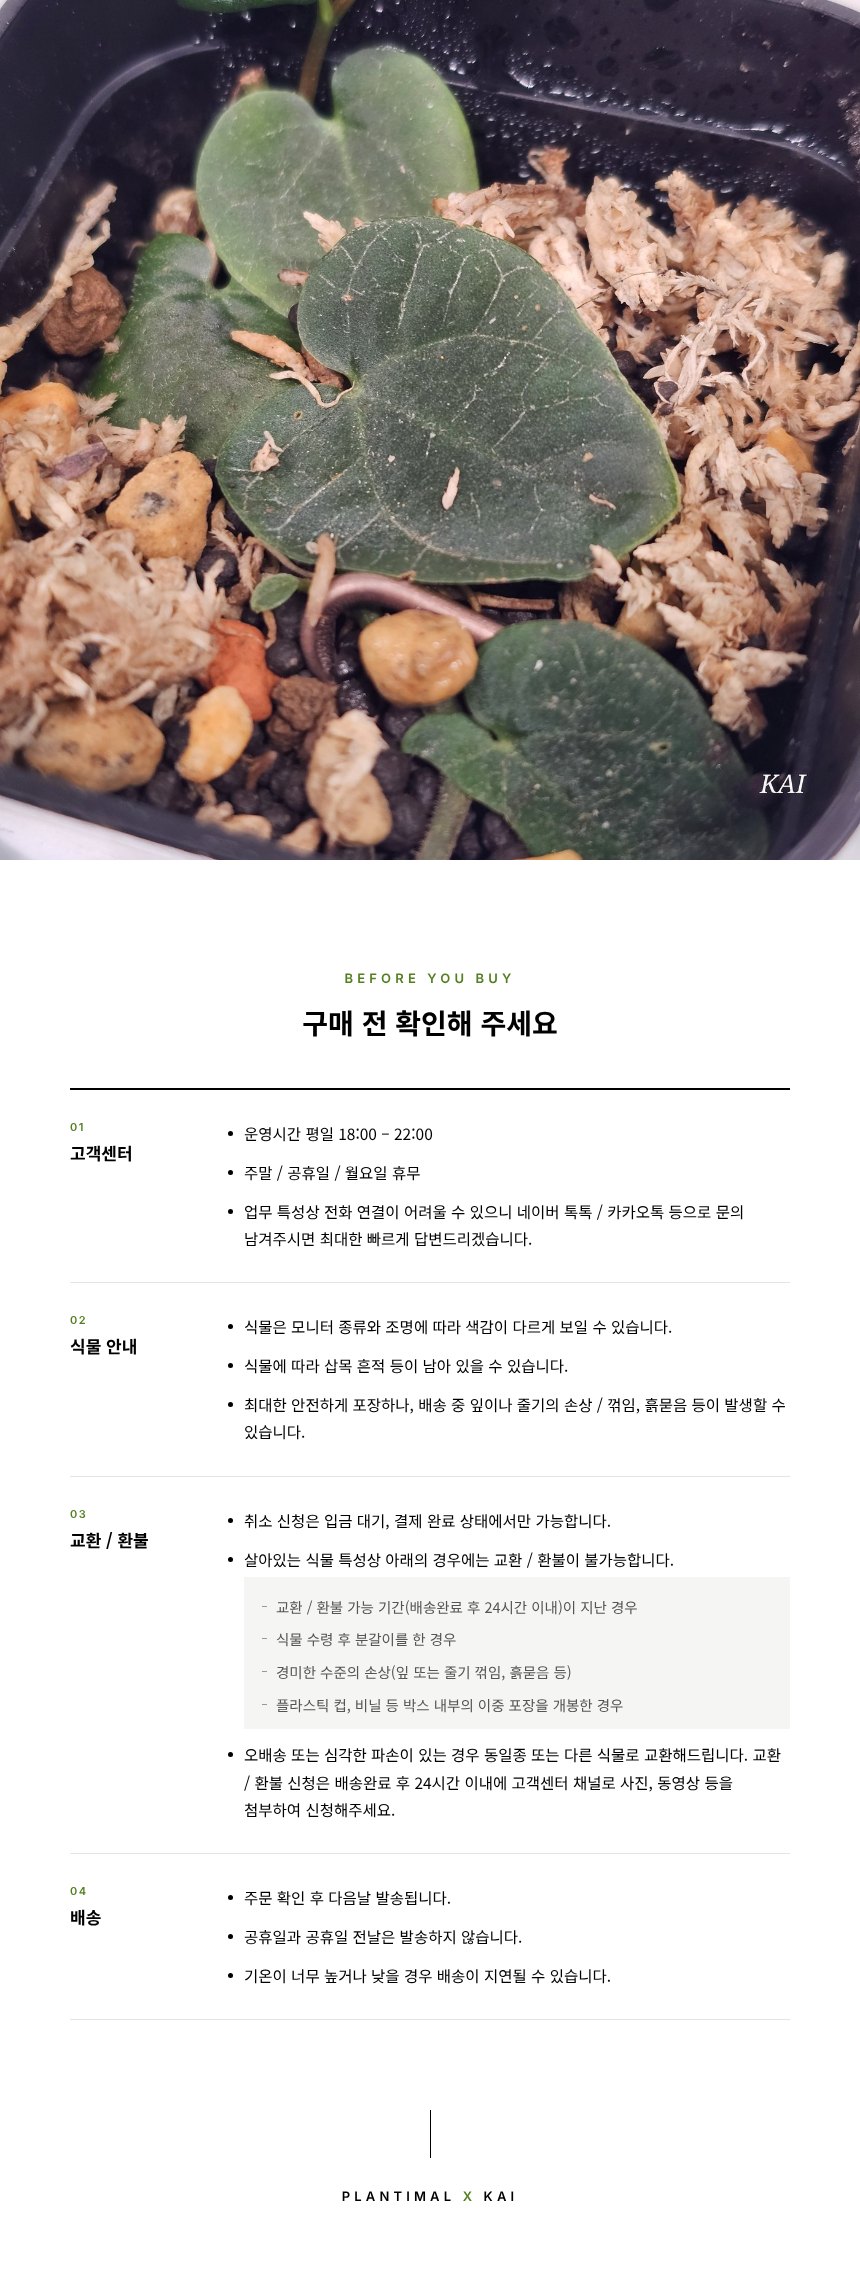 KAI
BEFORE YOU BUY
구매 전 확인해 주세요
01
고객센터
운영시간 평일 18:00 – 22:00
주말 / 공휴일 / 월요일 휴무
업무 특성상 전화 연결이 어려울 수 있으니 네이버 톡톡 / 카카오톡 등으로 문의
남겨주시면 최대한 빠르게 답변드리겠습니다.
02
식물 안내
식물은 모니터 종류와 조명에 따라 색감이 다르게 보일 수 있습니다.
식물에 따라 삽목 흔적 등이 남아 있을 수 있습니다.
최대한 안전하게 포장하나, 배송 중 잎이나 줄기의 손상 / 꺾임, 흙묻음 등이 발생할 수
있습니다.
03
교환 / 환불
취소 신청은 입금 대기, 결제 완료 상태에서만 가능합니다.
살아있는 식물 특성상 아래의 경우에는 교환 / 환불이 불가능합니다.
– 교환 / 환불 가능 기간(배송완료 후 24시간 이내)이 지난 경우
– 식물 수령 후 분갈이를 한 경우
– 경미한 수준의 손상(잎 또는 줄기 꺾임, 흙묻음 등)
– 플라스틱 컵, 비닐 등 박스 내부의 이중 포장을 개봉한 경우
오배송 또는 심각한 파손이 있는 경우 동일종 또는 다른 식물로 교환해드립니다. 교환
/ 환불 신청은 배송완료 후 24시간 이내에 고객센터 채널로 사진, 동영상 등을
첨부하여 신청해주세요.
04
배송
주문 확인 후 다음날 발송됩니다.
공휴일과 공휴일 전날은 발송하지 않습니다.
기온이 너무 높거나 낮을 경우 배송이 지연될 수 있습니다.
PLANTIMAL X KAI